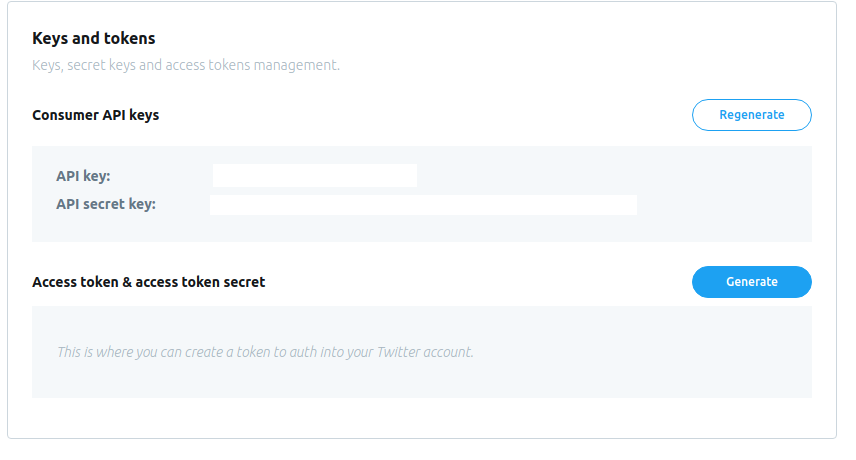 Keys and tokens
Keys, secret keys and access tokens management.
Consumer API keys
Regenerate
API key:
API secret key:
Access token & access token secret
Generate
This is where you can create a token to auth into your Twitter account.